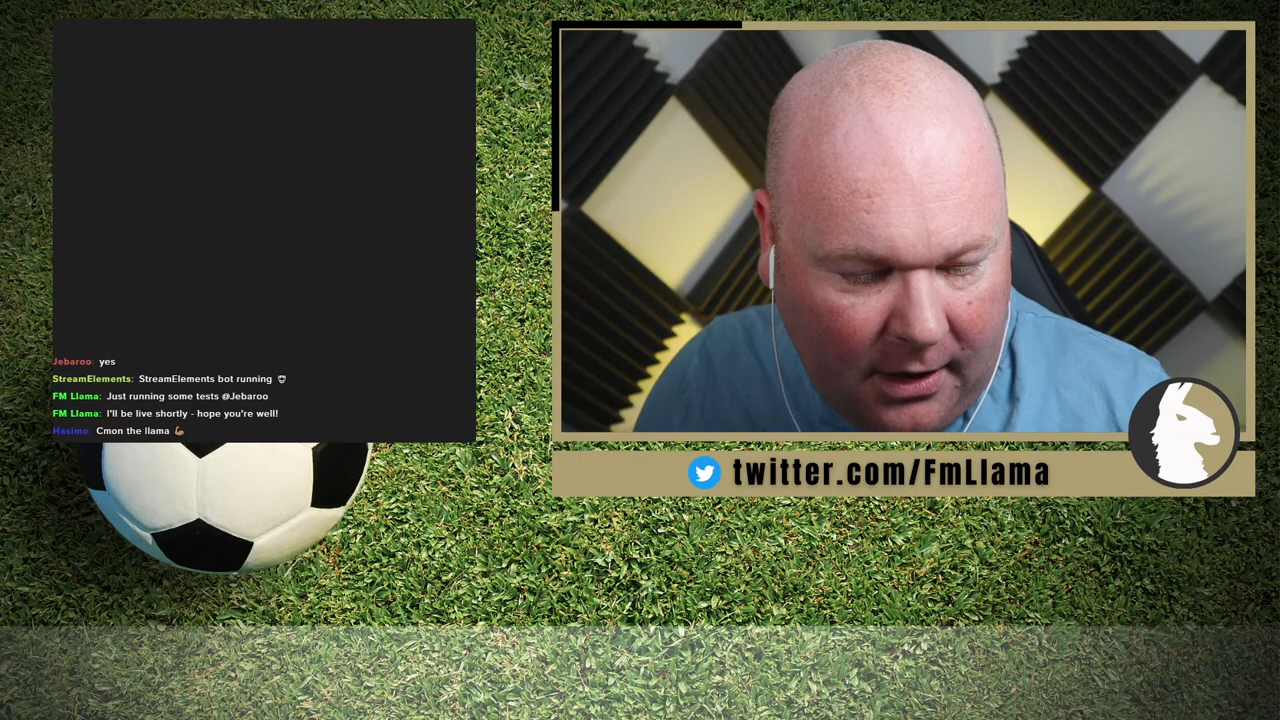 Jebaroo: yes
StreamElements: StreamElements bot running
FM Llama: Just running some tests @Jebaroo
FM Llama: I'll be live shortly - hope you're well!
Hasimo: Cmon the llama 💪🏽
twitter.com/FmLlama